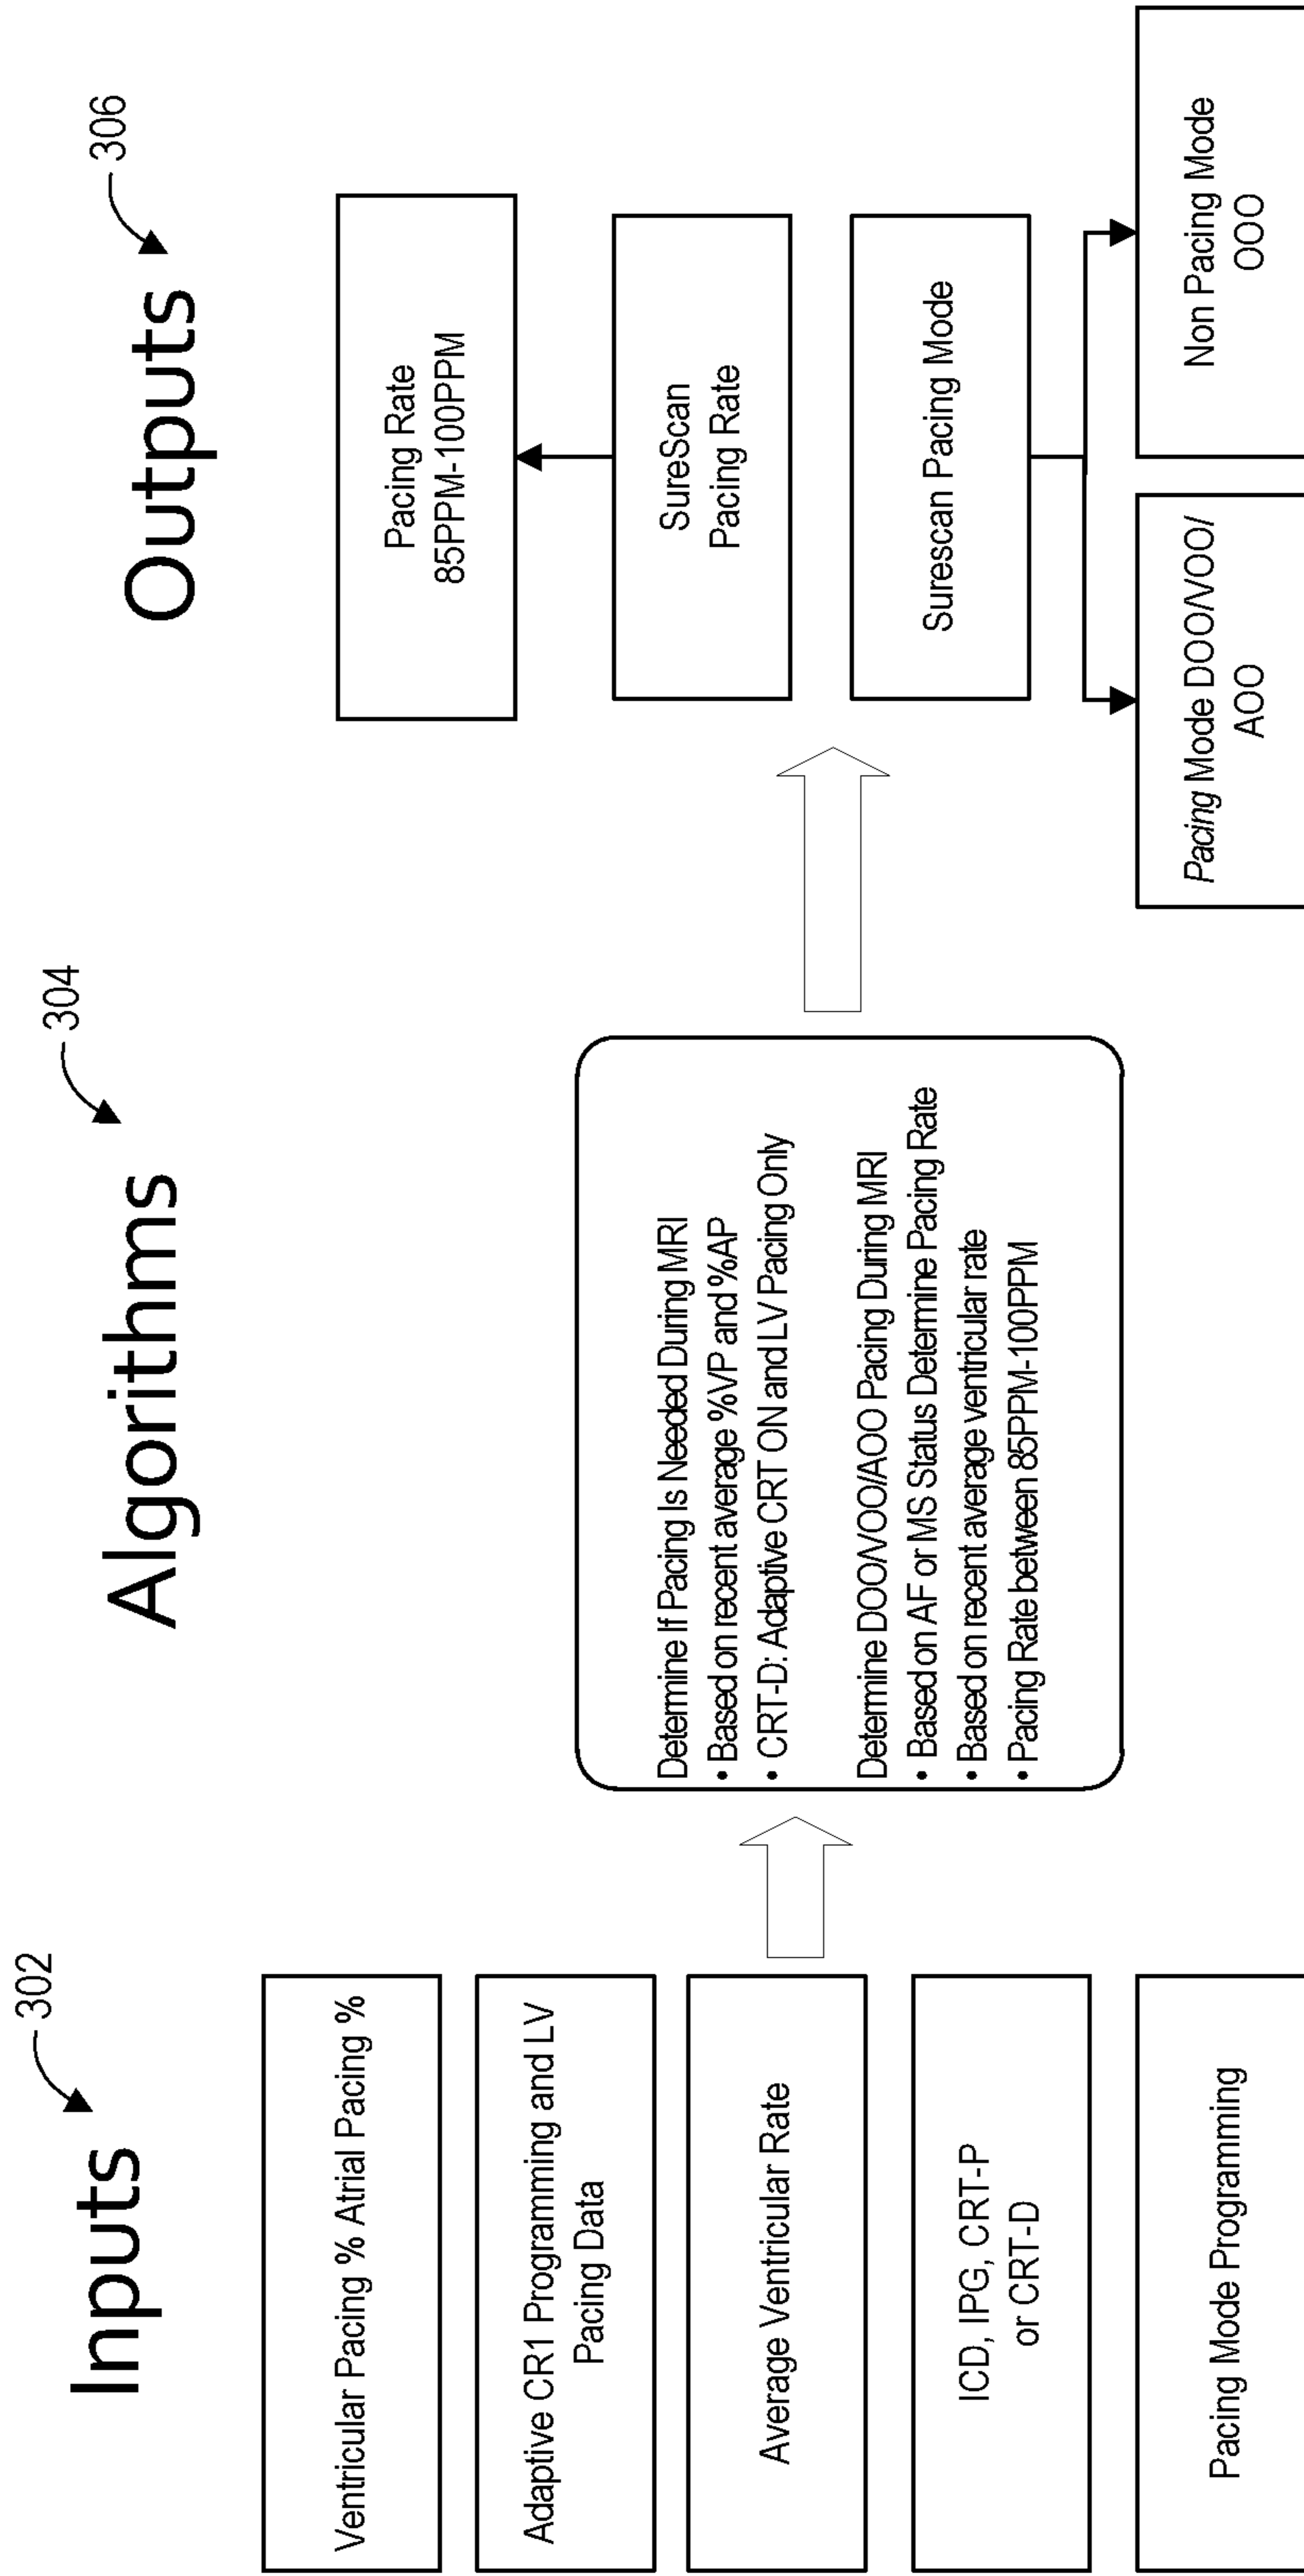 Inputs
302
Ventricular Pacing % Atrial Pacing %
Adaptive CR1 Programming and LV
Pacing Data
Average Ventricular Rate
ICD, IPG, CRT-P
or CRT-D
Pacing Mode Programming
Algorithms
304
Determine If Pacing Is Needed During MRI
• Based on recent average %VP and %AP
• CRT-D: Adaptive CRT ON and LV Pacing Only
Determine DOO/VOO/AOO Pacing During MRI
• Based on AF or MS Status Determine Pacing Rate
• Based on recent average ventricular rate
• Pacing Rate between 85PPM-100PPM
Outputs
306
Pacing Rate
85PPM-100PPM
SureScan
Pacing Rate
Surescan Pacing Mode
Pacing Mode DOO/VOO/
AOO
Non Pacing Mode
OOO